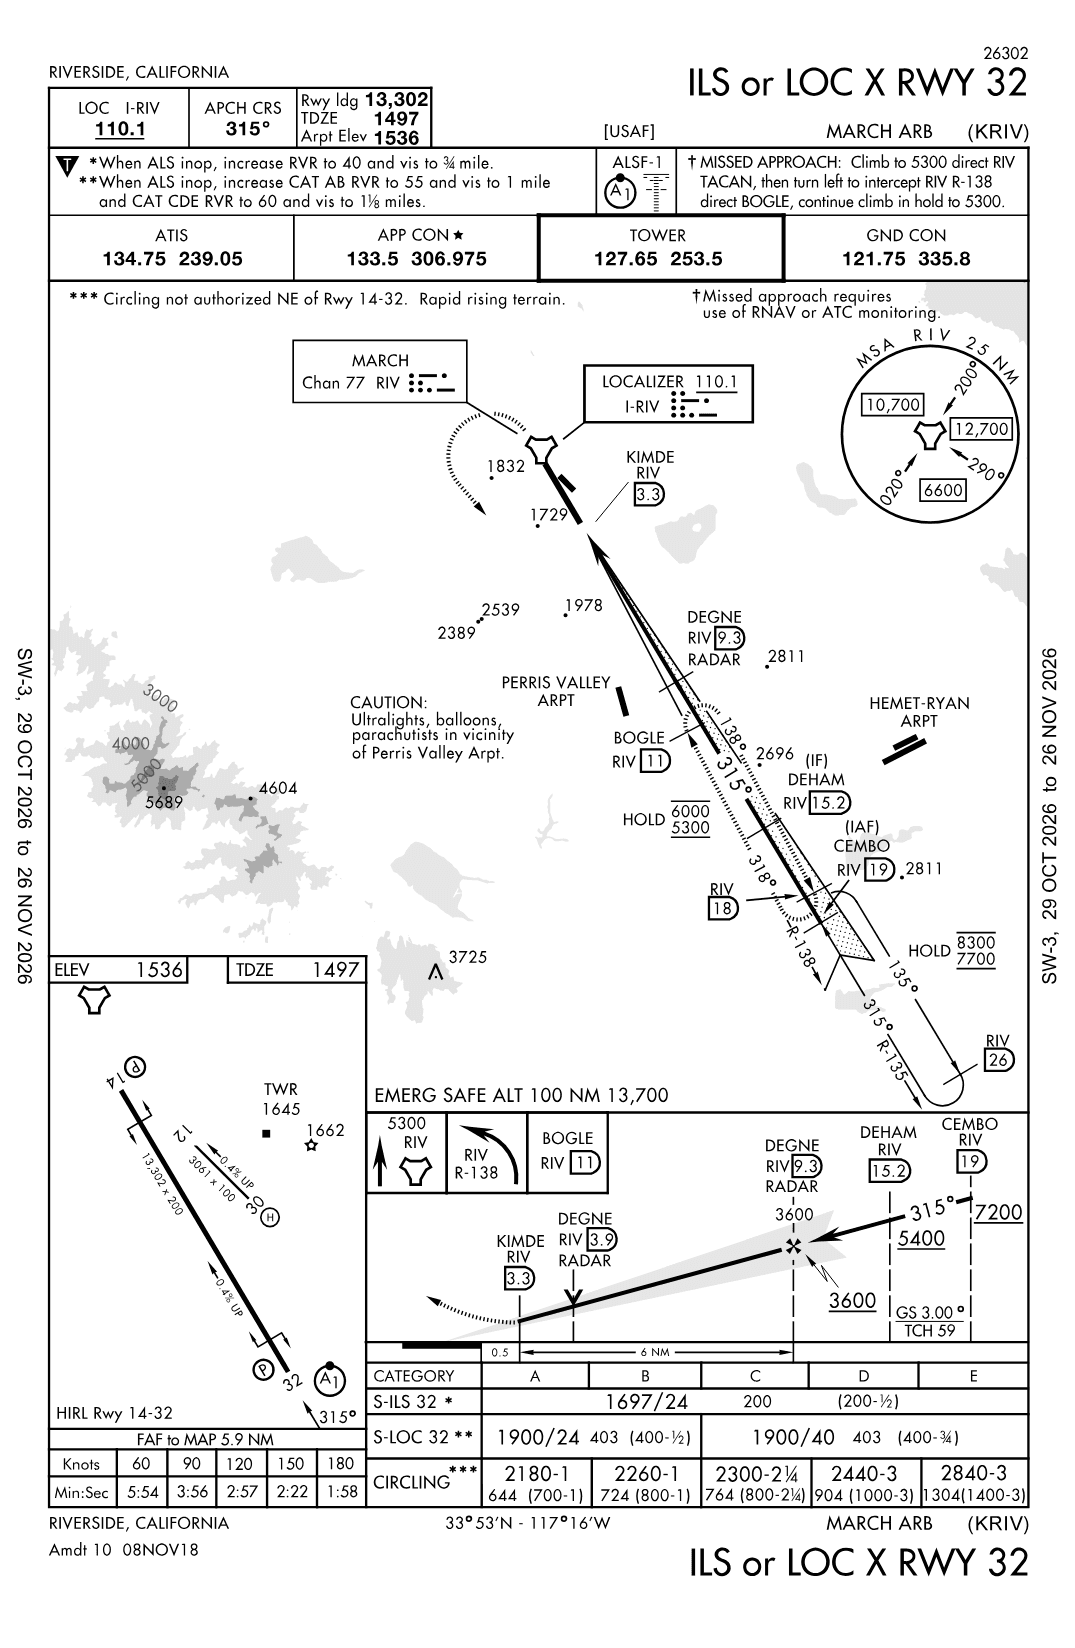 26302
RIVERSIDE, CALIFORNIA
ILS or LOC X RWY 32
LOC I-RIV
110.1
APCH CRS
315°
Rwy ldg 13,302
TDZE 1497
Arpt Elev 1536
[USAF]
MARCH ARB (KRIV)
T
*When ALS inop, increase RVR to 40 and vis to ¾ mile.
**When ALS inop, increase CAT AB RVR to 55 and vis to 1 mile
and CAT CDE RVR to 60 and vis to 1⅛ miles.
ALSF-1
A1
† MISSED APPROACH: Climb to 5300 direct RIV
TACAN, then turn left to intercept RIV R-138
direct BOGLE, continue climb in hold to 5300.
ATIS
134.75 239.05
APP CON ★
133.5 306.975
TOWER
127.65 253.5
GND CON
121.75 335.8
*** Circling not authorized NE of Rwy 14-32. Rapid rising terrain.
†Missed approach requires
use of RNAV or ATC monitoring.
MARCH
Chan 77 RIV
LOCALIZER 110.1
I-RIV
MSA RIV 25 NM
200°
10,700
12,700
290°
020°
6600
KIMDE
RIV
3.3
1832
1729
2539
2389
1978
DEGNE
RIV 9.3
RADAR
2811
PERRIS VALLEY
ARPT
HEMET-RYAN
ARPT
CAUTION:
Ultralights, balloons,
parachutists in vicinity
of Perris Valley Arpt.
BOGLE
RIV 11
138°
315°
2696
(IF)
DEHAM
RIV 15.2
3000
4000
5000
5689
4604
HOLD 6000
5300
(IAF)
CEMBO
RIV 19
2811
318°
RIV
18
R-138
HOLD 8300
7700
135°
315°
R-135
RIV
26
3725
EMERG SAFE ALT 100 NM 13,700
SW-3, 29 OCT 2026 to 26 NOV 2026
SW-3, 29 OCT 2026 to 26 NOV 2026
ELEV 1536
TDZE 1497
P
14
TWR
1645
1662
12
0.4% UP
3061 x 100
30
H
13,302 x 200
0.4% UP
P
32
A1
315°
HIRL Rwy 14-32
FAF to MAP 5.9 NM
Knots 60 90 120 150 180
Min:Sec 5:54 3:56 2:57 2:22 1:58
5300
RIV
RIV
R-138
BOGLE
RIV 11
DEGNE
RIV 9.3
RADAR
3600
DEHAM
RIV
15.2
CEMBO
RIV
19
KIMDE
RIV
3.3
DEGNE
RIV 3.9
RADAR
315°
7200
5400
3600
GS 3.00°
TCH 59
0.5
6 NM
CATEGORY A B C D E
S-ILS 32 * 1697/24 200 (200-½)
S-LOC 32 ** 1900/24 403 (400-½) 1900/40 403 (400-¾)
CIRCLING *** 2180-1 2260-1 2300-2¼ 2440-3 2840-3
644 (700-1) 724 (800-1) 764 (800-2¼) 904 (1000-3) 1304(1400-3)
RIVERSIDE, CALIFORNIA
33°53'N - 117°16'W
MARCH ARB (KRIV)
Amdt 10 08NOV18
ILS or LOC X RWY 32